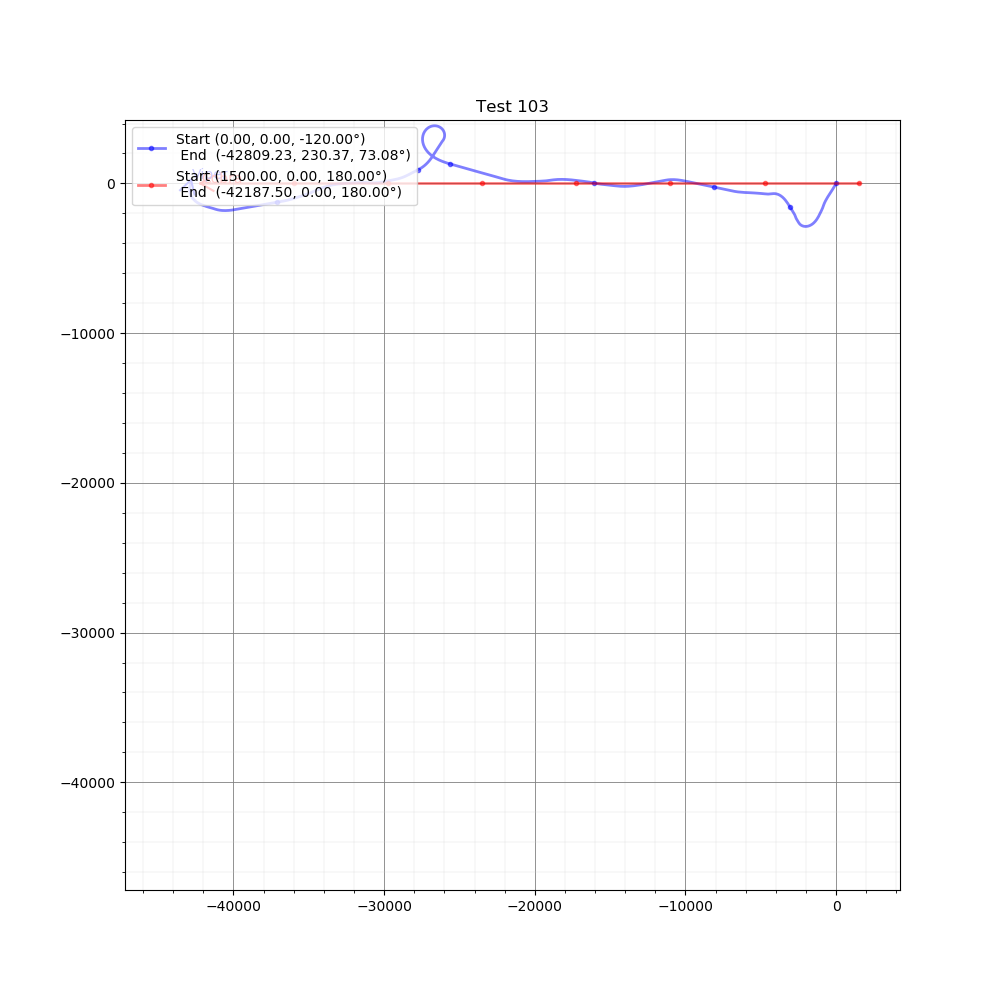 Test 103
Start (0.00, 0.00, -120.00°)
End  (-42809.23, 230.37, 73.08°)
Start (1500.00, 0.00, 180.00°)
End  (-42187.50, 0.00, 180.00°)
0
−10000
−20000
−30000
−40000
−40000
−30000
−20000
−10000
0